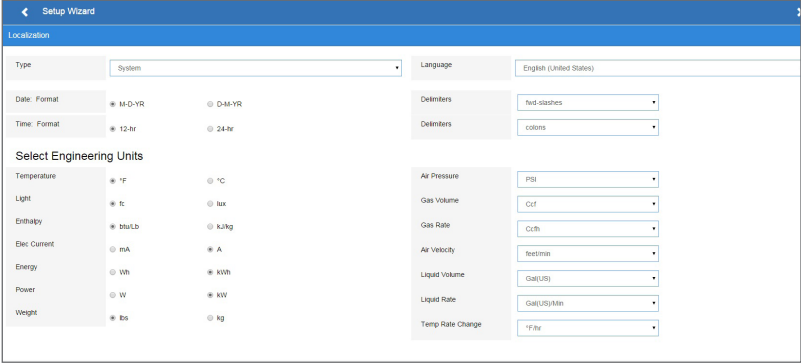 Setup Wizard
Localization
Type System Language English (United States)
Date: Format M-D-YR D-M-YR Delimiters fwd-slashes
Time: Format 12-hr 24-hr Delimiters colons
Select Engineering Units
Temperature °F °C Air Pressure PSI
Light fc lux Gas Volume Ccf
Enthalpy btu/Lb kJ/kg Gas Rate Ccfh
Elec Current mA A Air Velocity feet/min
Energy Wh kWh Liquid Volume Gal(US)
Power W kW Liquid Rate Gal(US)/Min
Weight lbs kg Temp Rate Change °F/hr